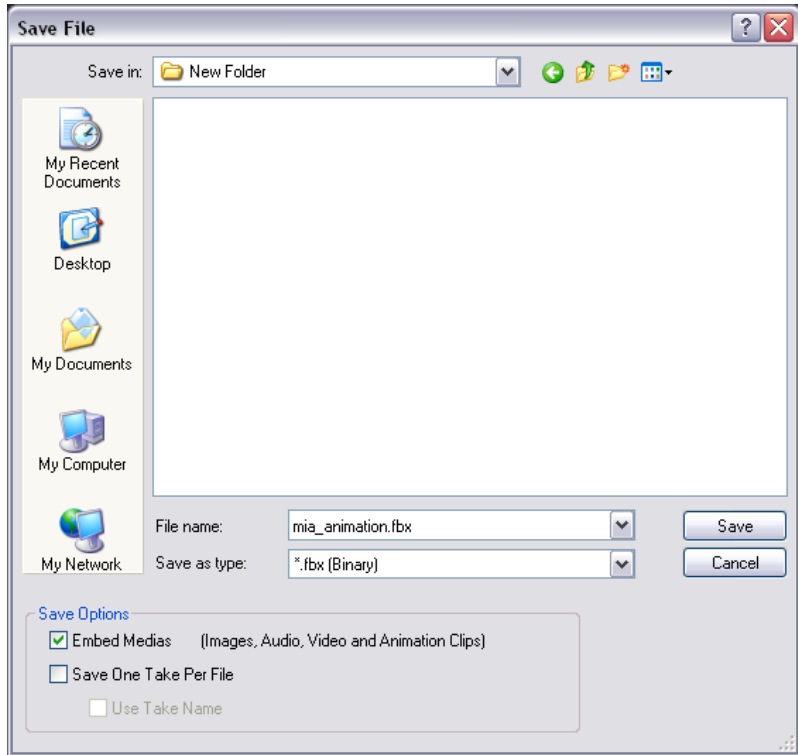 Save File
Save in:
New Folder
My Recent
Documents
Desktop
My Documents
My Computer
My Network
File name:
mia_animation.fbx
Save
Save as type:
*.fbx (Binary)
Cancel
Save Options
Embed Medias (Images, Audio, Video and Animation Clips)
Save One Take Per File
Use Take Name